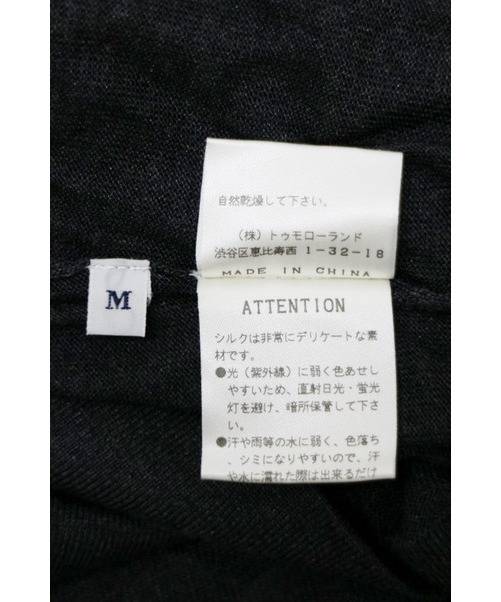 自然乾燥して下さい。
（株）トゥモローランド
渋谷区恵比寿西 1-32-18
MADE IN CHINA
M
ATTENTION
シルクは非常にデリケートな素
材です。
●光（紫外線）に弱く色あせし
やすいため、直射日光・蛍光
灯を避け、暗所保管して下さ
い。
●汗や雨等の水に弱く、色落ち
、シミになりやすいので、汗
や水に濡れた際は出来るだけ